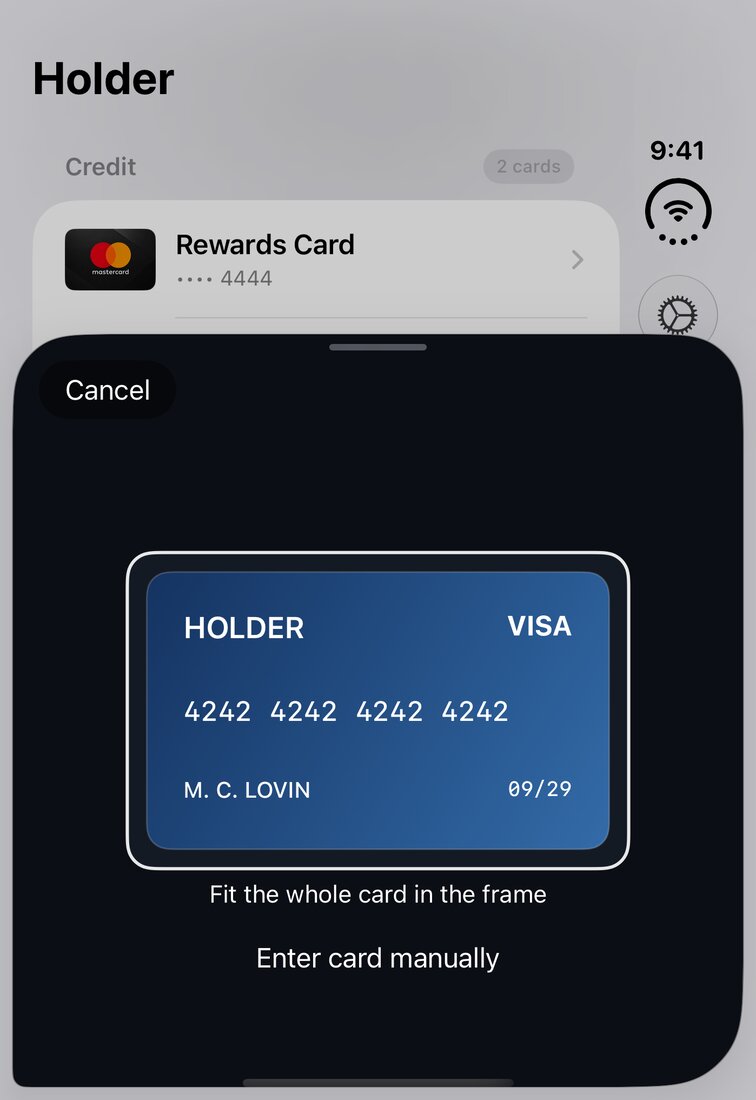 Holder
9:41
Credit
2 cards
Rewards Card
mastercard
•••• 4444
Cancel
HOLDER
VISA
4242 4242 4242 4242
M. C. LOVIN
09/29
Fit the whole card in the frame
Enter card manually